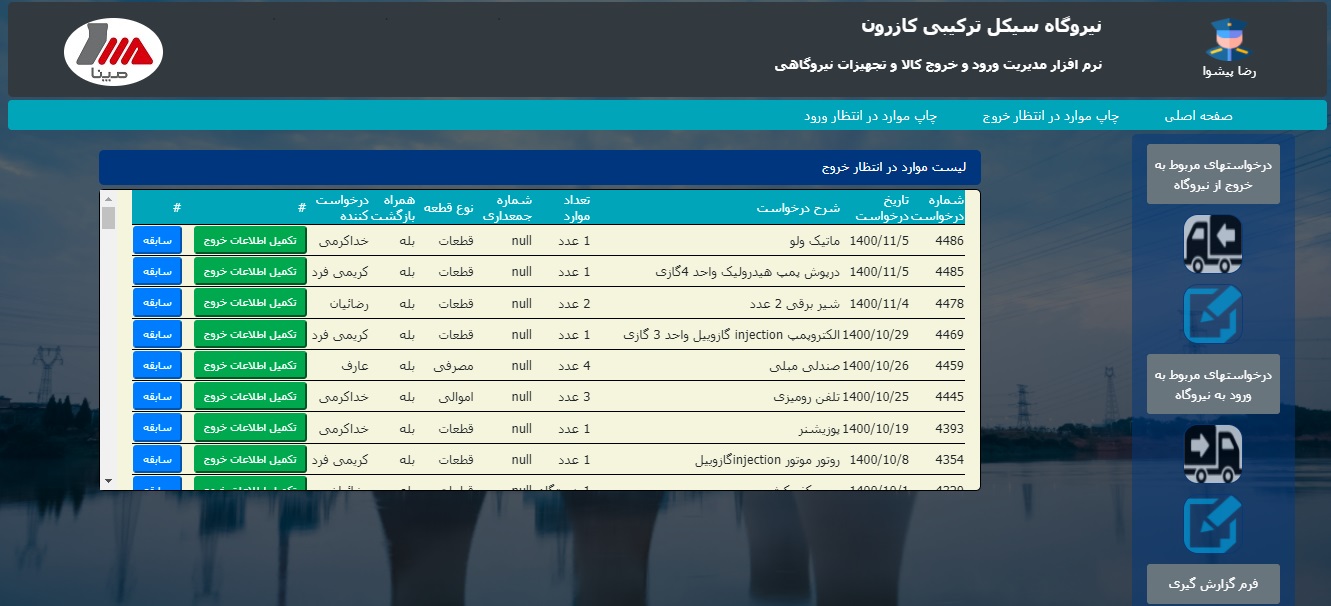 نیروگاه سیکل ترکیبی کازرون
نرم افزار مدیریت ورود و خروج کالا و تجهیزات نیروگاهی
رضا پیشوا
مپنا
صفحه اصلی چاپ موارد در انتظار خروج چاپ موارد در انتظار ورود
درخواستهای مربوط به
خروج از نیروگاه
درخواستهای مربوط به
ورود به نیروگاه
فرم گزارش گیری
لیست موارد در انتظار خروج
شماره درخواست تاریخ درخواست شرح درخواست تعداد موارد شماره جمعداری نوع قطعه همراه بازگشت درخواست کننده # #
4486 1400/11/5 ماتیک ولو 1 عدد null قطعات بله خداکرمی تکمیل اطلاعات خروج سابقه
4485 1400/11/5 درپوش پمپ هیدرولیک واحد 4گازی 1 عدد null قطعات بله کریمی فرد تکمیل اطلاعات خروج سابقه
4478 1400/11/4 شیر برقی 2 عدد 2 عدد null قطعات بله رضائیان تکمیل اطلاعات خروج سابقه
4469 1400/10/29 الکتروپمپ injection گازوییل واحد 3 گازی 1 عدد null قطعات بله کریمی فرد تکمیل اطلاعات خروج سابقه
4459 1400/10/26 صندلی مبلی 4 عدد null مصرفی بله عارف تکمیل اطلاعات خروج سابقه
4445 1400/10/25 تلفن رومیزی 3 عدد null اموالی بله خداکرمی تکمیل اطلاعات خروج سابقه
4393 1400/10/19 پوزیشنر 1 عدد null قطعات بله خداکرمی تکمیل اطلاعات خروج سابقه
4354 1400/10/8 روتور موتور injectionگازوییل 1 عدد null قطعات بله کریمی فرد تکمیل اطلاعات خروج سابقه